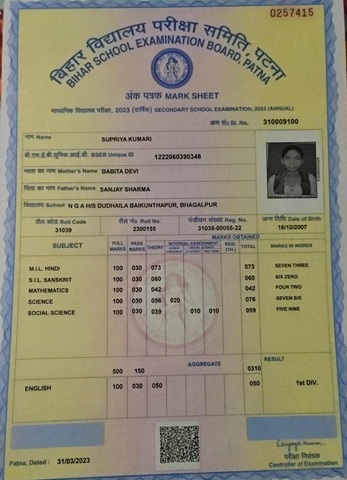 0257415
बिहार विद्यालय परीक्षा समिति, पटना
BIHAR SCHOOL EXAMINATION BOARD, PATNA
अंक पत्रक MARK SHEET
माध्यमिक विद्यालय परीक्षा, 2023 (वार्षिक) SECONDARY SCHOOL EXAMINATION, 2023 (ANNUAL)
क्रम सं० Sl. No. 310009100
नाम Name SUPRIYA KUMARI
बी.एस.ई.बी.यूनिक.आई.डी. BSEB Unique ID 1222060390348
माता का नाम Mother's Name BABITA DEVI
पिता का नाम Father's Name SANJAY SHARMA
विद्यालय School N G A H/S DUDHAILA BAIKUNTHAPUR, BHAGALPUR
रौल कोड Roll Code रौल नं० Roll No. पंजीयन संख्या Reg. No. जन्म तिथि Date of Birth
31039 2300155 31039-00055-22 18/10/2007
MARKS OBTAINED
SUBJECT FULL MARKS PASS MARKS THEORY INTERNAL ASSESSMENT REG. (TH.) TOTAL MARKS IN WORDS
M.I.L. HINDI 100 030 073 073 SEVEN THREE
S.I.L. SANSKRIT 100 030 060 060 SIX ZERO
MATHEMATICS 100 030 042 042 FOUR TWO
SCIENCE 100 030 056 020 076 SEVEN SIX
SOCIAL SCIENCE 100 030 039 010 010 059 FIVE NINE
AGGREGATE RESULT
500 150 0310
ENGLISH 100 030 050 050 1st DIV.
Patna, Dated : 31/03/2023
परीक्षा नियंत्रक
Controller of Examination